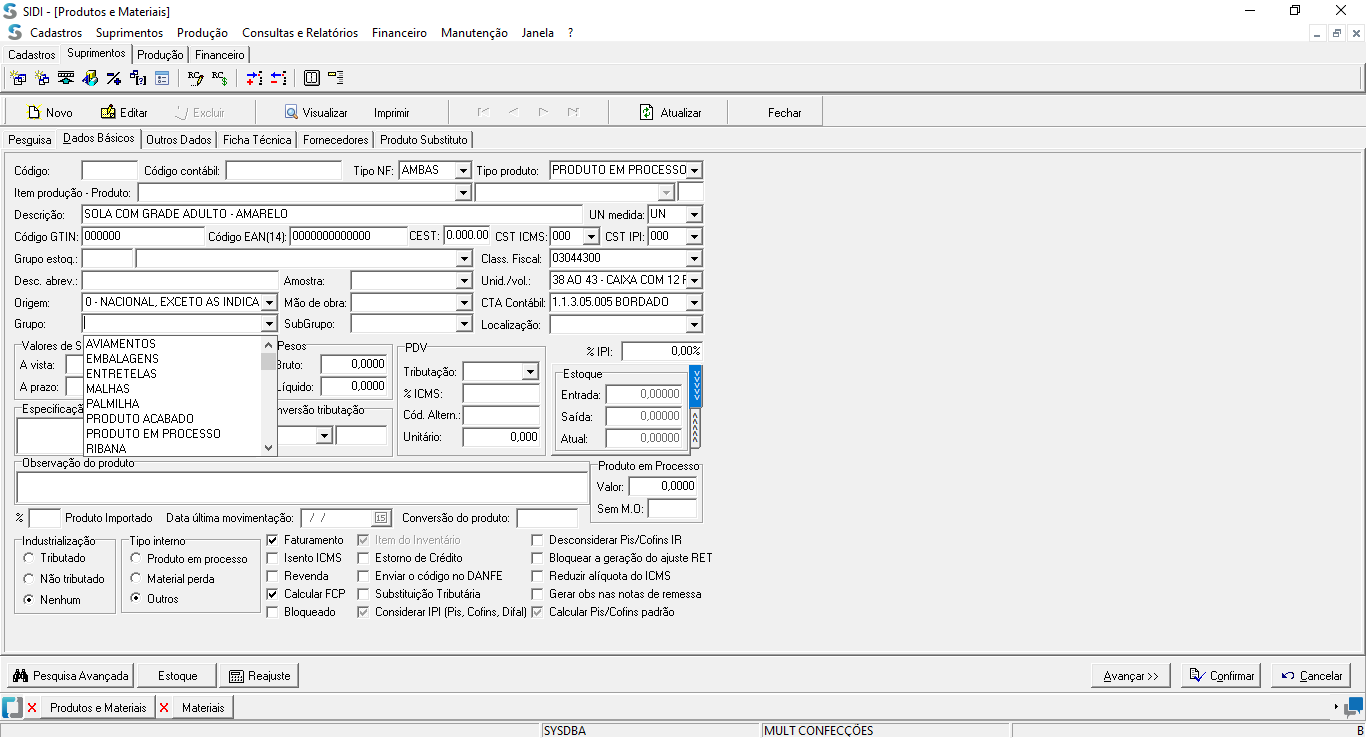 SIDI - [Produtos e Materiais]
Cadastros Suprimentos Produção Consultas e Relatórios Financeiro Manutenção Janela ?
Cadastros Suprimentos Produção Financeiro
Novo Editar Excluir Visualizar Imprimir Atualizar Fechar
Pesquisa Dados Básicos Outros Dados Ficha Técnica Fornecedores Produto Substituto
Código: Código contábil: Tipo NF: AMBAS Tipo produto: PRODUTO EM PROCESSO
Item produção - Produto:
Descrição: SOLA COM GRADE ADULTO - AMARELO UN medida: UN
Código GTIN: 000000 Código EAN(14): 0000000000000 CEST: 0.000.00 CST ICMS: 000 CST IPI: 000
Grupo estoq.: Class. Fiscal: 03044300
Desc. abrev.: Amostra: Unid./vol.: 38 AO 43 - CAIXA COM 12 F
Origem: 0 - NACIONAL, EXCETO AS INDICA Mão de obra: CTA Contábil: 1.1.3.05.005 BORDADO
Grupo: SubGrupo: Localização:
Valores de S AVIAMENTOS Pesos PDV % IPI: 0,00%
A vista: EMBALAGENS Bruto: 0,0000 Tributação: Estoque
ENTRETELAS
A prazo: MALHAS Líquido: 0,0000 % ICMS: Entrada: 0,00000
Especificaçã PALMILHA nversão tributação Cód. Altern.: Saída: 0,00000
PRODUTO ACABADO
PRODUTO EM PROCESSO Unitário: 0,000 Atual: 0,00000
RIBANA
Observação do produto Produto em Processo
Valor: 0,0000
Sem M.O:
% Produto Importado Data última movimentação: / / 15 Conversão do produto:
Industrialização Tipo interno Faturamento Item do Inventário Desconsiderar Pis/Cofins IR
Tributado Produto em processo Isento ICMS Estorno de Crédito Bloquear a geração do ajuste RET
Não tributado Material perda Revenda Enviar o código no DANFE Reduzir alíquota do ICMS
Nenhum Outros Calcular FCP Substituição Tributária Gerar obs nas notas de remessa
Bloqueado Considerar IPI (Pis, Cofins, Difal) Calcular Pis/Cofins padrão
Pesquisa Avançada Estoque Reajuste Avançar >> Confirmar Cancelar
Produtos e Materiais Materiais
SYSDBA MULT CONFECÇÕES B